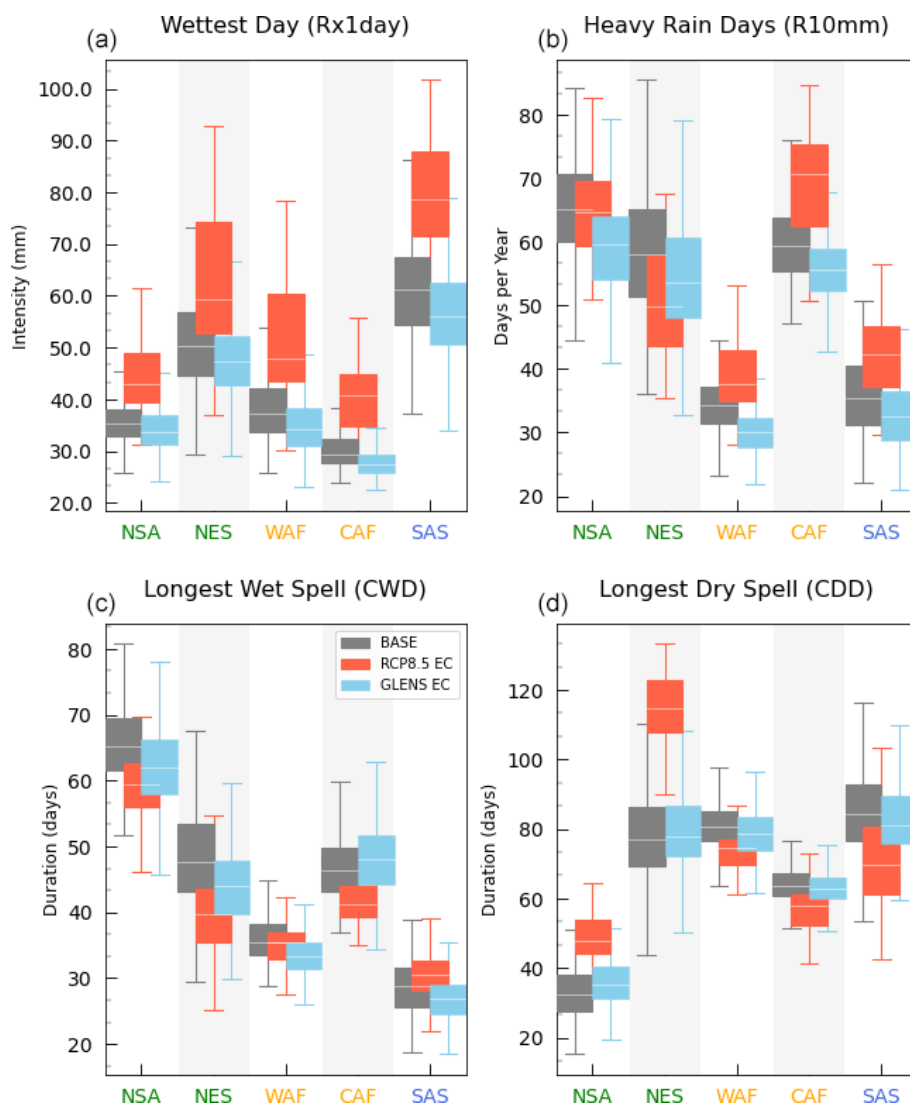 (a) Wettest Day (Rx1day)
Intensity (mm)
100.0
90.0
80.0
70.0
60.0
50.0
40.0
30.0
20.0
NSA NES WAF CAF SAS
(b) Heavy Rain Days (R10mm)
Days per Year
80
70
60
50
40
30
20
NSA NES WAF CAF SAS
(c) Longest Wet Spell (CWD)
Duration (days)
80
70
60
50
40
30
20
BASE
RCP8.5 EC
GLENS EC
NSA NES WAF CAF SAS
(d) Longest Dry Spell (CDD)
Duration (days)
120
100
80
60
40
20
NSA NES WAF CAF SAS